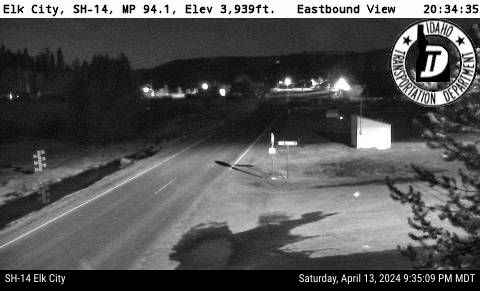 Elk City, SH-14, MP 94.1, Elev 3,939ft. Eastbound View 20:34:35
IDAHO
TRANSPORTATION DEPARTMENT
SH-14 Elk City Saturday, April 13, 2024 9:35:09 PM MDT